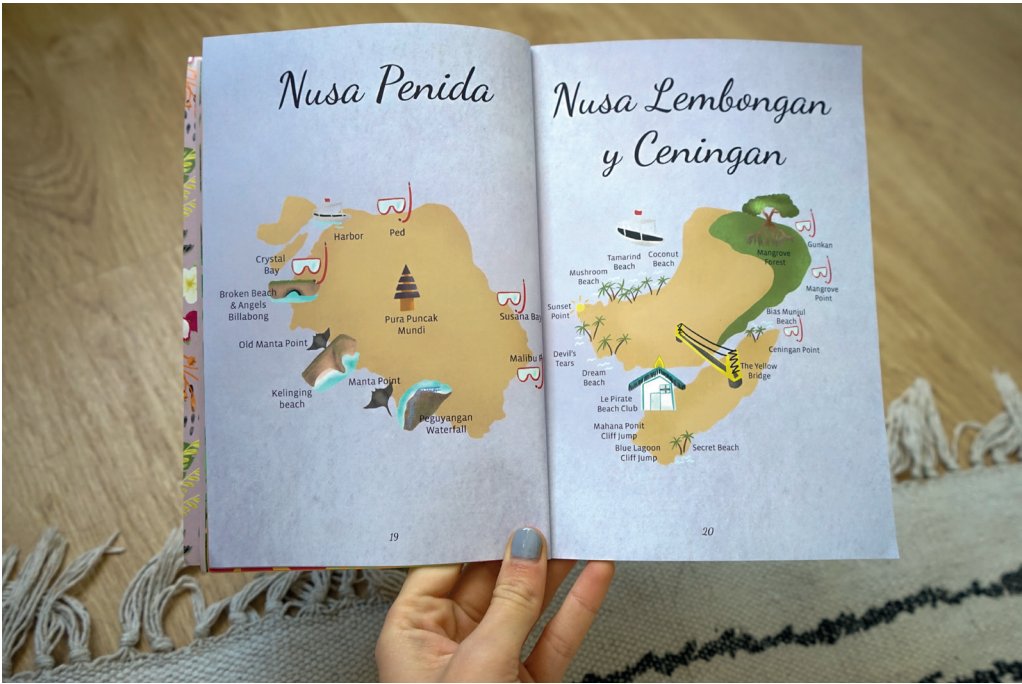 Nusa Penida
Harbor
Ped
Crystal
Bay
Broken Beach
& Angels
Billabong
Pura Puncak
Mundi
Susana Bay
Old Manta Point
Malibu
Kelinging
beach
Manta Point
Peguyangan
Waterfall
19
Nusa Lembongan
y Ceningan
Tamarind
Beach
Coconut
Beach
Mushroom
Beach
Mangrove
Forest
Gunkan
Mangrove
Point
Sunset
Point
Bias Munjul
Beach
Ceningan Point
Devil's
Tears
Dream
Beach
The Yellow
Bridge
Le Pirate
Beach Club
Mahana Ponit
Cliff Jump
Blue Lagoon
Cliff Jump
Secret Beach
20